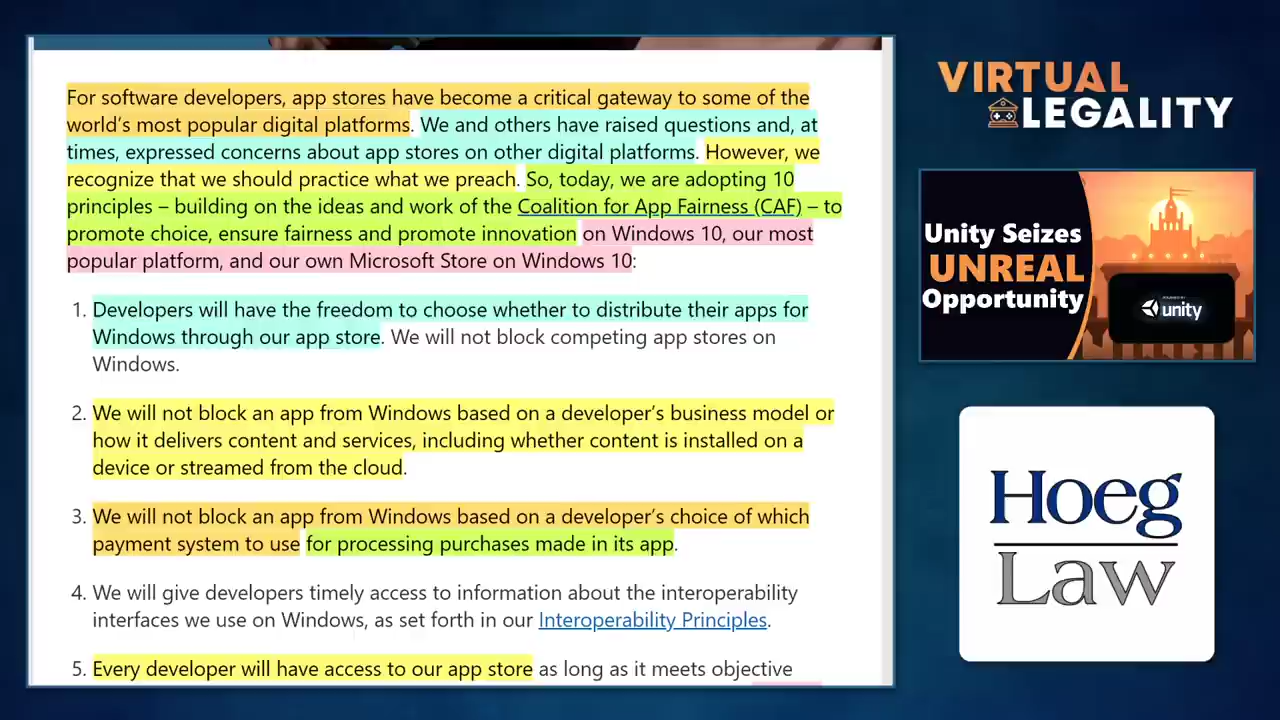 For software developers, app stores have become a critical gateway to some of the
world's most popular digital platforms. We and others have raised questions and, at
times, expressed concerns about app stores on other digital platforms. However, we
recognize that we should practice what we preach. So, today, we are adopting 10
principles – building on the ideas and work of the Coalition for App Fairness (CAF) – to
promote choice, ensure fairness and promote innovation on Windows 10, our most
popular platform, and our own Microsoft Store on Windows 10:
1. Developers will have the freedom to choose whether to distribute their apps for
Windows through our app store. We will not block competing app stores on
Windows.
2. We will not block an app from Windows based on a developer's business model or
how it delivers content and services, including whether content is installed on a
device or streamed from the cloud.
3. We will not block an app from Windows based on a developer's choice of which
payment system to use for processing purchases made in its app.
4. We will give developers timely access to information about the interoperability
interfaces we use on Windows, as set forth in our Interoperability Principles.
5. Every developer will have access to our app store as long as it meets objective
VIRTUAL
LEGALITY
Unity Seizes
UNREAL
Opportunity
unity
Hoeg
Law